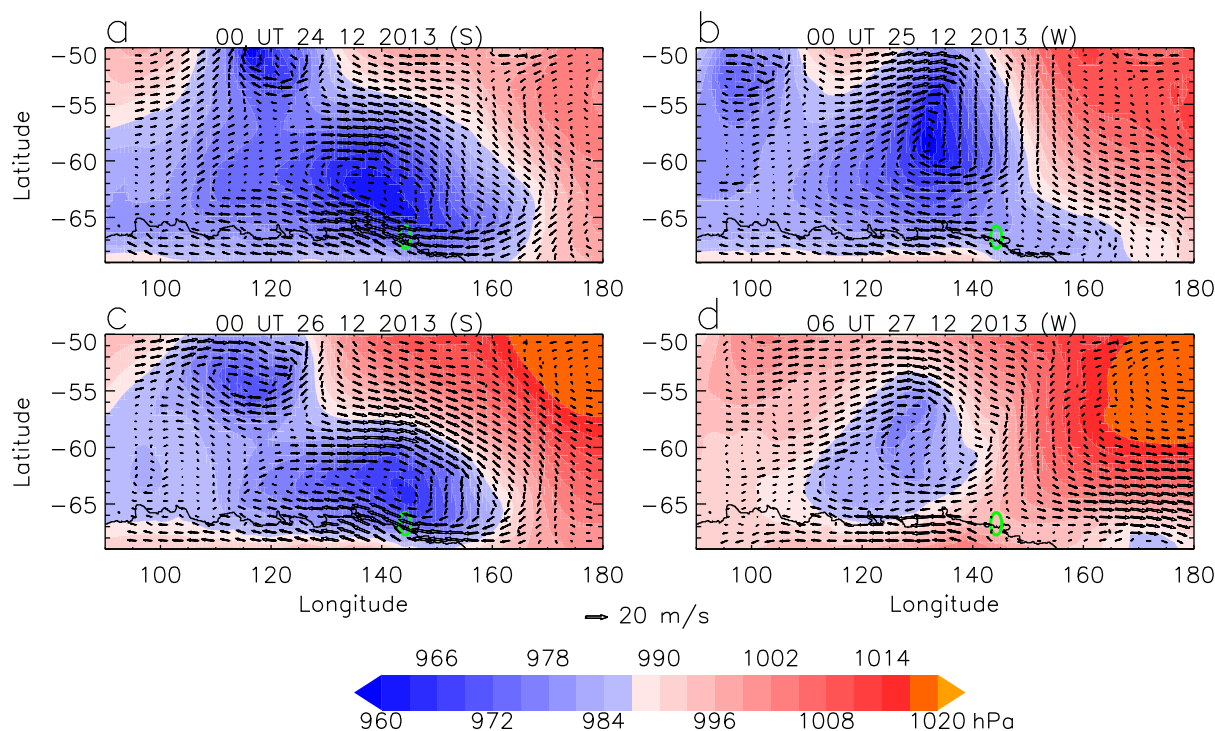 a
00 UT 24 12 2013 (S)
b
00 UT 25 12 2013 (W)
Latitude
-50
-55
-60
-65
100 120 140 160 180
-50
-55
-60
-65
100 120 140 160 180
c
00 UT 26 12 2013 (S)
d
06 UT 27 12 2013 (W)
Latitude
-50
-55
-60
-65
100 120 140 160 180
Longitude
-50
-55
-60
-65
100 120 140 160 180
Longitude
20 m/s
966 978 990 1002 1014
960 972 984 996 1008 1020 hPa